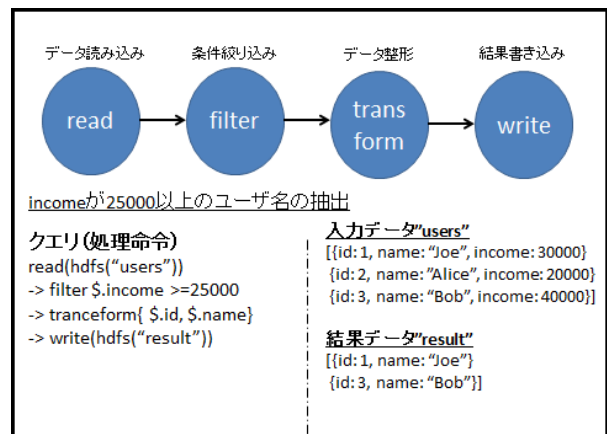 データ読み込み 条件絞り込み データ整形 結果書き込み
read filter trans form write
incomeが25000以上のユーザ名の抽出
クエリ(処理命令)
read(hdfs("users"))
-> filter $.income >=25000
-> tranceform{ $.id, $.name}
-> write(hdfs("result"))
入力データ"users"
[{id: 1, name: "Joe", income: 30000}
{id: 2, name: "Alice", income: 20000}
{id: 3, name: "Bob", income: 40000}]
結果データ"result"
[{id: 1, name: "Joe"}
{id: 3, name: "Bob"}]